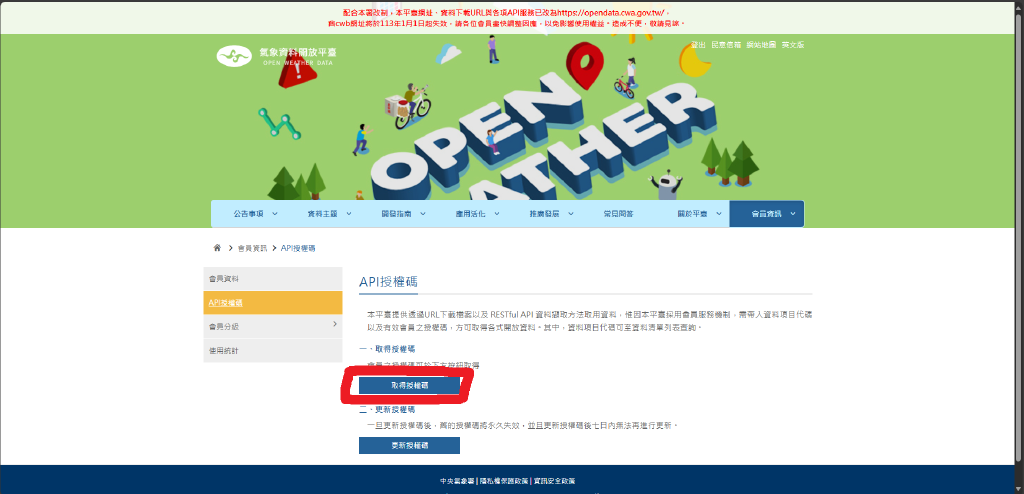 配合本署改制，本平臺網址、資料下載URL與各項API服務已改為https://opendata.cwa.gov.tw/，
舊cwb網址將於113年1月1日起失效，請各位會員盡快調整因應，以免影響使用權益。造成不便，敬請見諒。
登出 民意信箱 網站地圖 英文版
氣象資料開放平臺
OPEN WEATHER DATA
OPEN
ATHER
公告事項 資料主題 開發指南 應用活化 推廣發展 常見問答 關於平臺 會員資訊
會員資訊 API授權碼
會員資料
API授權碼
會員分組
使用統計
API授權碼
本平臺提供透過URL下載檔案以及 RESTful API 資料擷取方法取用資料，惟因本平臺採用會員服務機制，需帶入資料項目代碼
以及有效會員之授權碼，方可取得各式開放資料。其中，資料項目代碼可至資料清單列表查詢。
一、取得授權碼
會員之授權碼可於下方按鈕取得
取得授權碼
二、更新授權碼
一旦更新授權碼後，舊的授權碼將永久失效，並且更新授權碼後七日內無法再進行更新。
更新授權碼
中央氣象署 | 隱私權保護政策 | 資訊安全政策